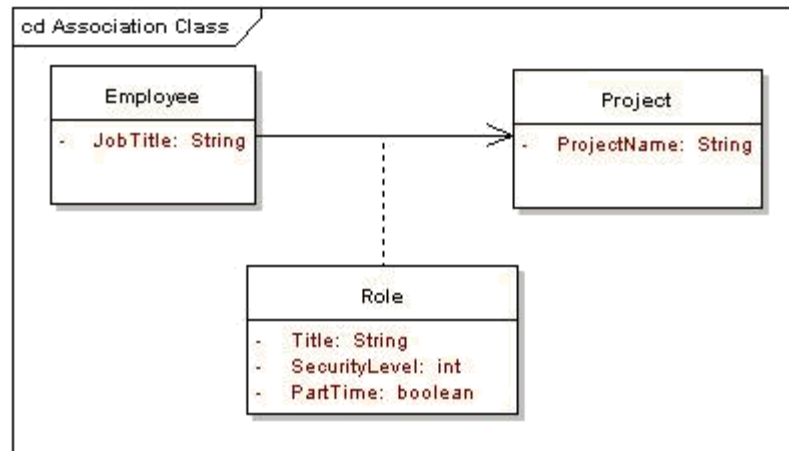 cd Association Class
Employee
- JobTitle: String
Project
- ProjectName: String
Role
- Title: String
- SecurityLevel: int
- PartTime: boolean